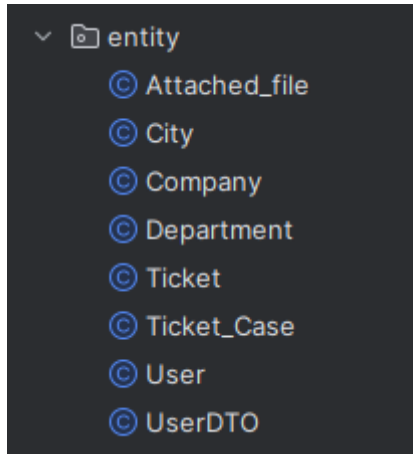 entity
Attached_file
City
Company
Department
Ticket
Ticket_Case
User
UserDTO